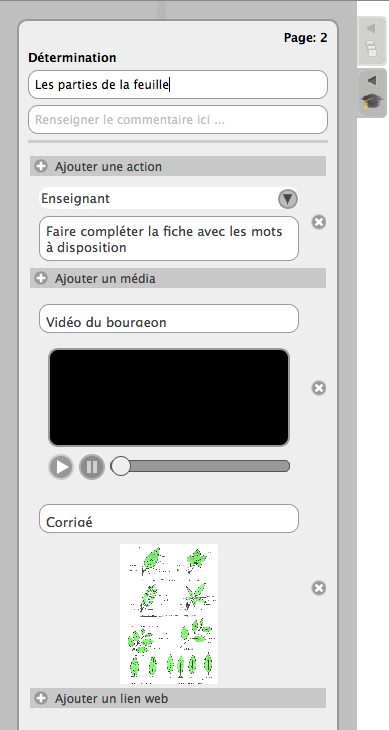 Page: 2
Détermination
Les parties de la feuille
Renseigner le commentaire ici ...
Ajouter une action
Enseignant
Faire compléter la fiche avec les mots
à disposition
Ajouter un média
Vidéo du bourgeon
Corrigé
Ajouter un lien web